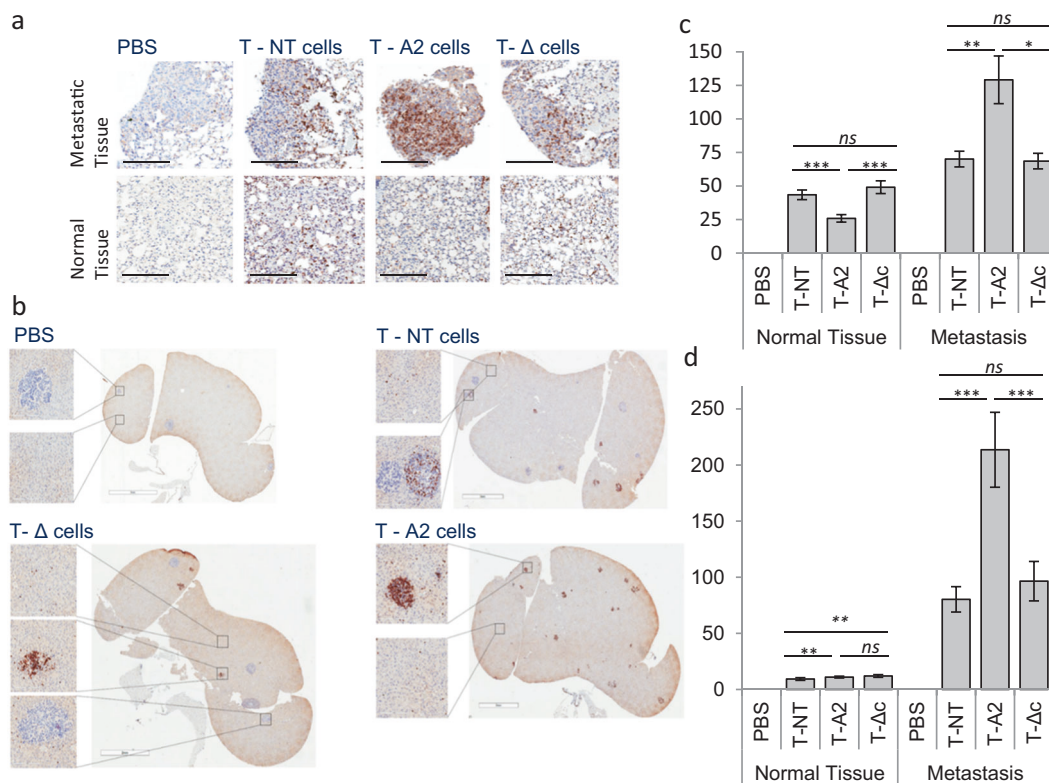 a
PBS
T - NT cells
T - A2 cells
T- Δ cells
Metastatic
Tissue
Normal
Tissue
b
PBS
T - NT cells
T- Δ cells
T - A2 cells
c
150
125
100
75
50
25
0
ns
*** ***
ns
** *
PBS
T-NT
T-A2
T-Δc
PBS
T-NT
T-A2
T-Δc
Normal Tissue
Metastasis
d
250
200
150
100
50
0
**
** ns
ns
*** ***
PBS
T-NT
T-A2
T-Δc
PBS
T-NT
T-A2
T-Δc
Normal Tissue
Metastasis